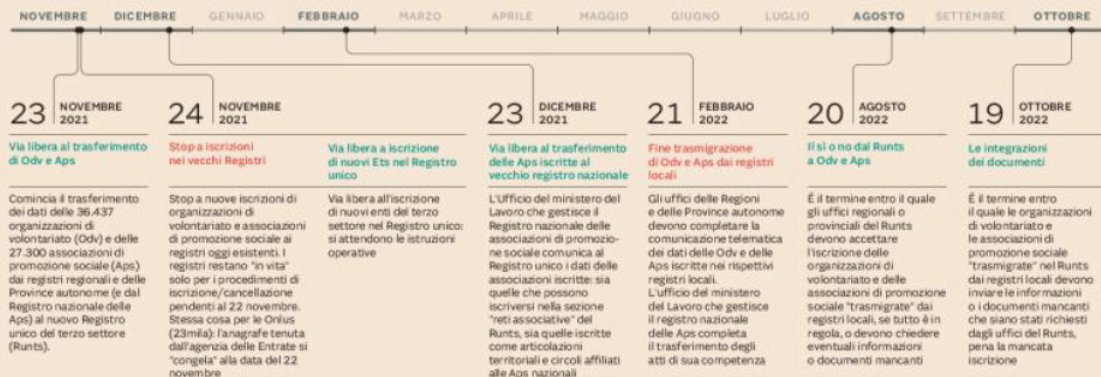 NOVEMBRE DICEMBRE GENNAIO FEBBRAIO MARZO APRILE MAGGIO GIUGNO LUGLIO AGOSTO SETTEMBRE OTTOBRE
23 NOVEMBRE
2021
Via libera al trasferimento
di Odv e Aps
Comincia il trasferimento
dei dati delle 36.437
organizzazioni di
volontariato (Odv) e delle
27.300 associazioni di
promozione sociale (Aps)
dai registri regionali e delle
Province autonome (e dal
Registro nazionale delle
Aps) al nuovo Registro
unico del terzo settore
(Runts).
24 NOVEMBRE
2021
Stop a iscrizioni
nei vecchi Registri
Stop a nuove iscrizioni di
organizzazioni di
volontariato e associazioni
di promozione sociale ai
registri oggi esistenti. I
registri restano "in vita"
solo per i procedimenti di
iscrizione/cancellazione
pendenti al 22 novembre.
Stessa cosa per le Onlus
(23mila): l'anagrafe tenuta
dall'agenzia delle Entrate si
"congela" alla data del 22
novembre
Via libera a iscrizione
di nuovi Ets nel Registro
unico
Via libera all'iscrizione
di nuovi enti del terzo
settore nel Registro unico:
si attendono le istruzioni
operative
23 DICEMBRE
2021
Via libera al trasferimento
delle Aps iscritte al
vecchio registro nazionale
L'Ufficio del ministero del
Lavoro che gestisce il
Registro nazionale delle
associazioni di promozio-
ne sociale comunica al
Registro unico i dati delle
associazioni iscritte: sia
quelle che possono
iscriversi nella sezione
"reti associative" del
Runts, sia quelle iscritte
come articolazioni
territoriali e circoli affiliati
alle Aps nazionali
21 FEBBRAIO
2022
Fine trasmigrazione
di Odv e Aps dai registri
locali
Gli uffici delle Regioni
e delle Province autonome
devono completare la
comunicazione telematica
dei dati delle Odv e delle
Aps iscritte nei rispettivi
registri locali.
L'ufficio del ministero
del Lavoro che gestisce
il registro nazionale
delle Aps completa
il trasferimento degli
atti di sua competenza
20 AGOSTO
2022
Il sì o no dal Runts
a Odv e Aps
É il termine entro il quale
gli uffici regionali o
provinciali del Runts
devono accettare
l'iscrizione delle
organizzazioni di
volontariato e delle
associazioni di promozione
sociale "trasmigrate" dai
registri locali, se tutto è in
regola, o devono chiedere
eventuali informazioni
o documenti mancanti
19 OTTOBRE
2022
Le integrazioni
dei documenti
É il termine entro
il quale le organizzazioni
di volontariato e
le associazioni di
promozione sociale
"trasmigrate" nel Runts
dai registri locali devono
inviare le informazioni
o i documenti mancanti
che siano stati richiesti
dagli uffici del Runts,
pena la mancata
iscrizione